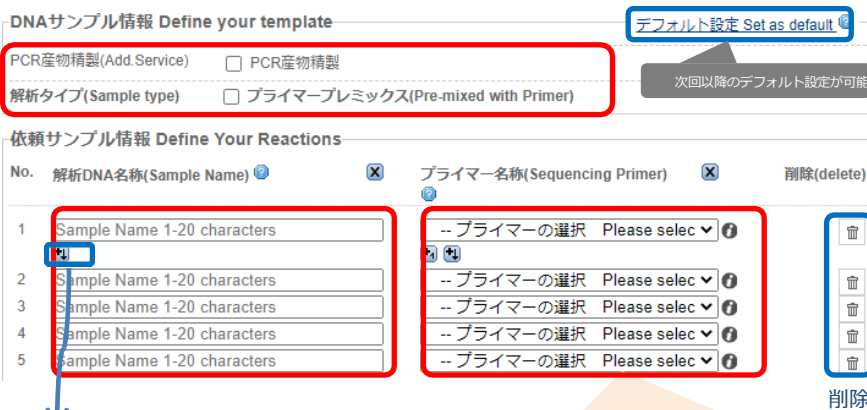 DNAサンプル情報 Define your template
デフォルト設定 Set as default
PCR産物精製(Add.Service) PCR産物精製
次回以降のデフォルト設定が可能
解析タイプ(Sample type) プライマープレミックス(Pre-mixed with Primer)
依頼サンプル情報 Define Your Reactions
No. 解析DNA名称(Sample Name) プライマー名称(Sequencing Primer) 削除(delete)
1 Sample Name 1-20 characters -- プライマーの選択 Please selec
2 Sample Name 1-20 characters -- プライマーの選択 Please selec
3 Sample Name 1-20 characters -- プライマーの選択 Please selec
4 Sample Name 1-20 characters -- プライマーの選択 Please selec
5 Sample Name 1-20 characters -- プライマーの選択 Please selec
削除